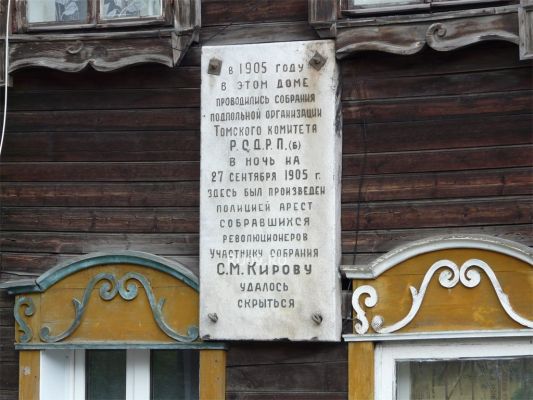 В 1905 ГОДУ
В ЭТОМ ДОМЕ
ПРОВОДИЛИСЬ СОБРАНИЯ
ПОДПОЛЬНОЙ ОРГАНИЗАЦИИ
ТОМСКОГО КОМИТЕТА
Р.С.Д.Р.П.(б)
В НОЧЬ НА
27 СЕНТЯБРЯ 1905 г.
ЗДЕСЬ БЫЛ ПРОИЗВЕДЕН
ПОЛИЦИЕЙ АРЕСТ
СОБРАВШИХСЯ
РЕВОЛЮЦИОНЕРОВ
УЧАСТНИКУ СОБРАНИЯ
С.М.КИРОВУ
УДАЛОСЬ
СКРЫТЬСЯ